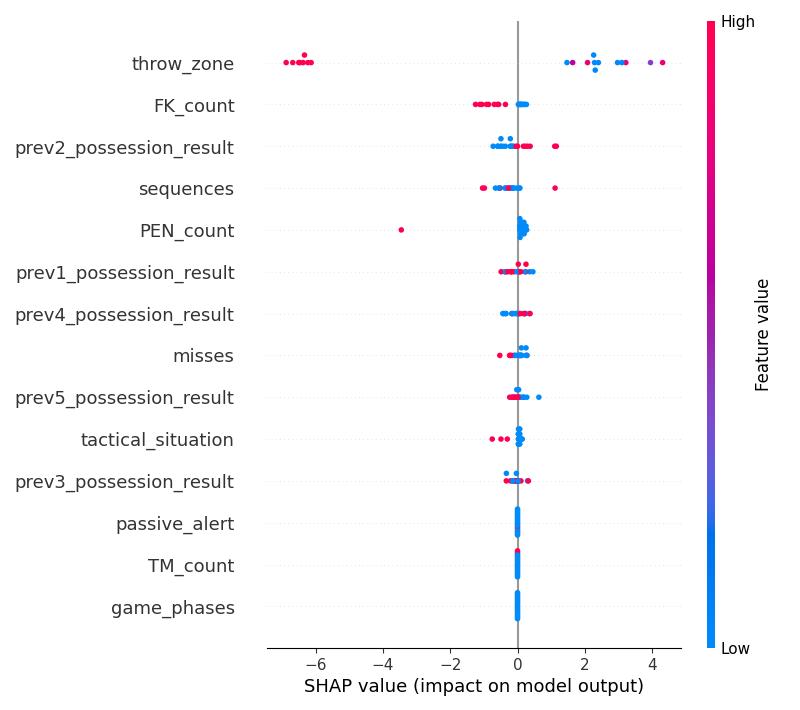 High
throw_zone
FK_count
prev2_possession_result
sequences
PEN_count
prev1_possession_result
prev4_possession_result
misses
prev5_possession_result
tactical_situation
prev3_possession_result
passive_alert
TM_count
game_phases
Feature value
Low
−6 −4 −2 0 2 4
SHAP value (impact on model output)